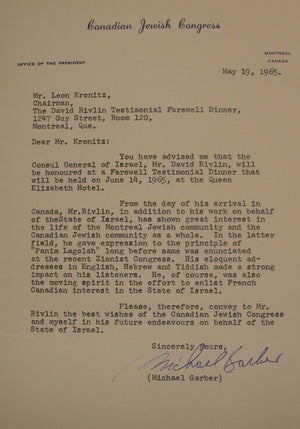 Canadian Jewish Congress
OFFICE OF THE PRESIDENT
MONTREAL
CANADA
May 19, 1965.
Mr. Leon Kronitz,
Chairman,
The David Rivlin Testimonial Farewell Dinner,
1247 Guy Street, Room 120,
Montreal, Que.
Dear Mr. Kronitz:
You have advised me that the
Consul General of Israel, Mr. David Rivlin, will
be honoured at a Farewell Testimonial Dinner that
will be held on June 14, 1965, at the Queen
Elizabeth Hotel.
From the day of his arrival in
Canada, Mr.Rivlin, in addition to his work on behalf
of theState of Israel, has shown great interest in
the life of the Montreal Jewish community and the
Canadian Jewish community as a whole. In the latter
field, he gave expression to the principle of
"Panim Lagolah" long before same was enunciated
at the recent Zionist Congress. His eloquent ad-
dresses in English, Hebrew and Yiddish made a strong
impact on his listeners. He, of course, was also
the moving spirit in the effort to enlist French
Canadian interest in the State of Israel.
Please, therefore, convey to Mr.
Rivlin the best wishes of the Canadian Jewish Congress
and myself in his future endeavours on behalf of the
State of Israel.
Sincerely yours,
Michael Garber
(Michael Garber)